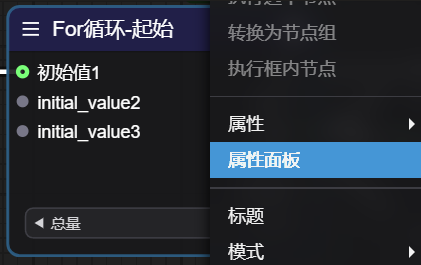 For循环-起始
初始值1
initial_value2
initial_value3
总量
转换为节点组
执行框内节点
属性
属性面板
标题
模式